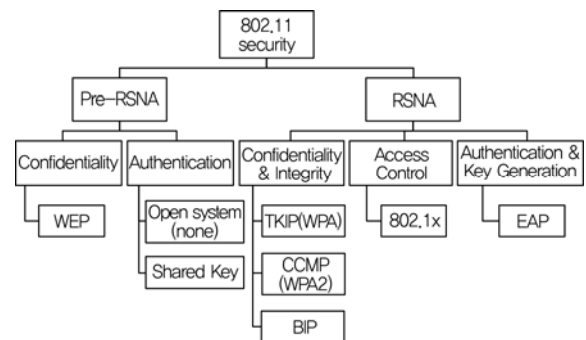 802.11
security
Pre-RSNA
RSNA
Confidentiality
Authentication
Confidentiality
& Integrity
Access
Control
Authentication &
Key Generation
WEP
Open system
(none)
Shared Key
TKIP(WPA)
CCMP
(WPA2)
BIP
802.1x
EAP